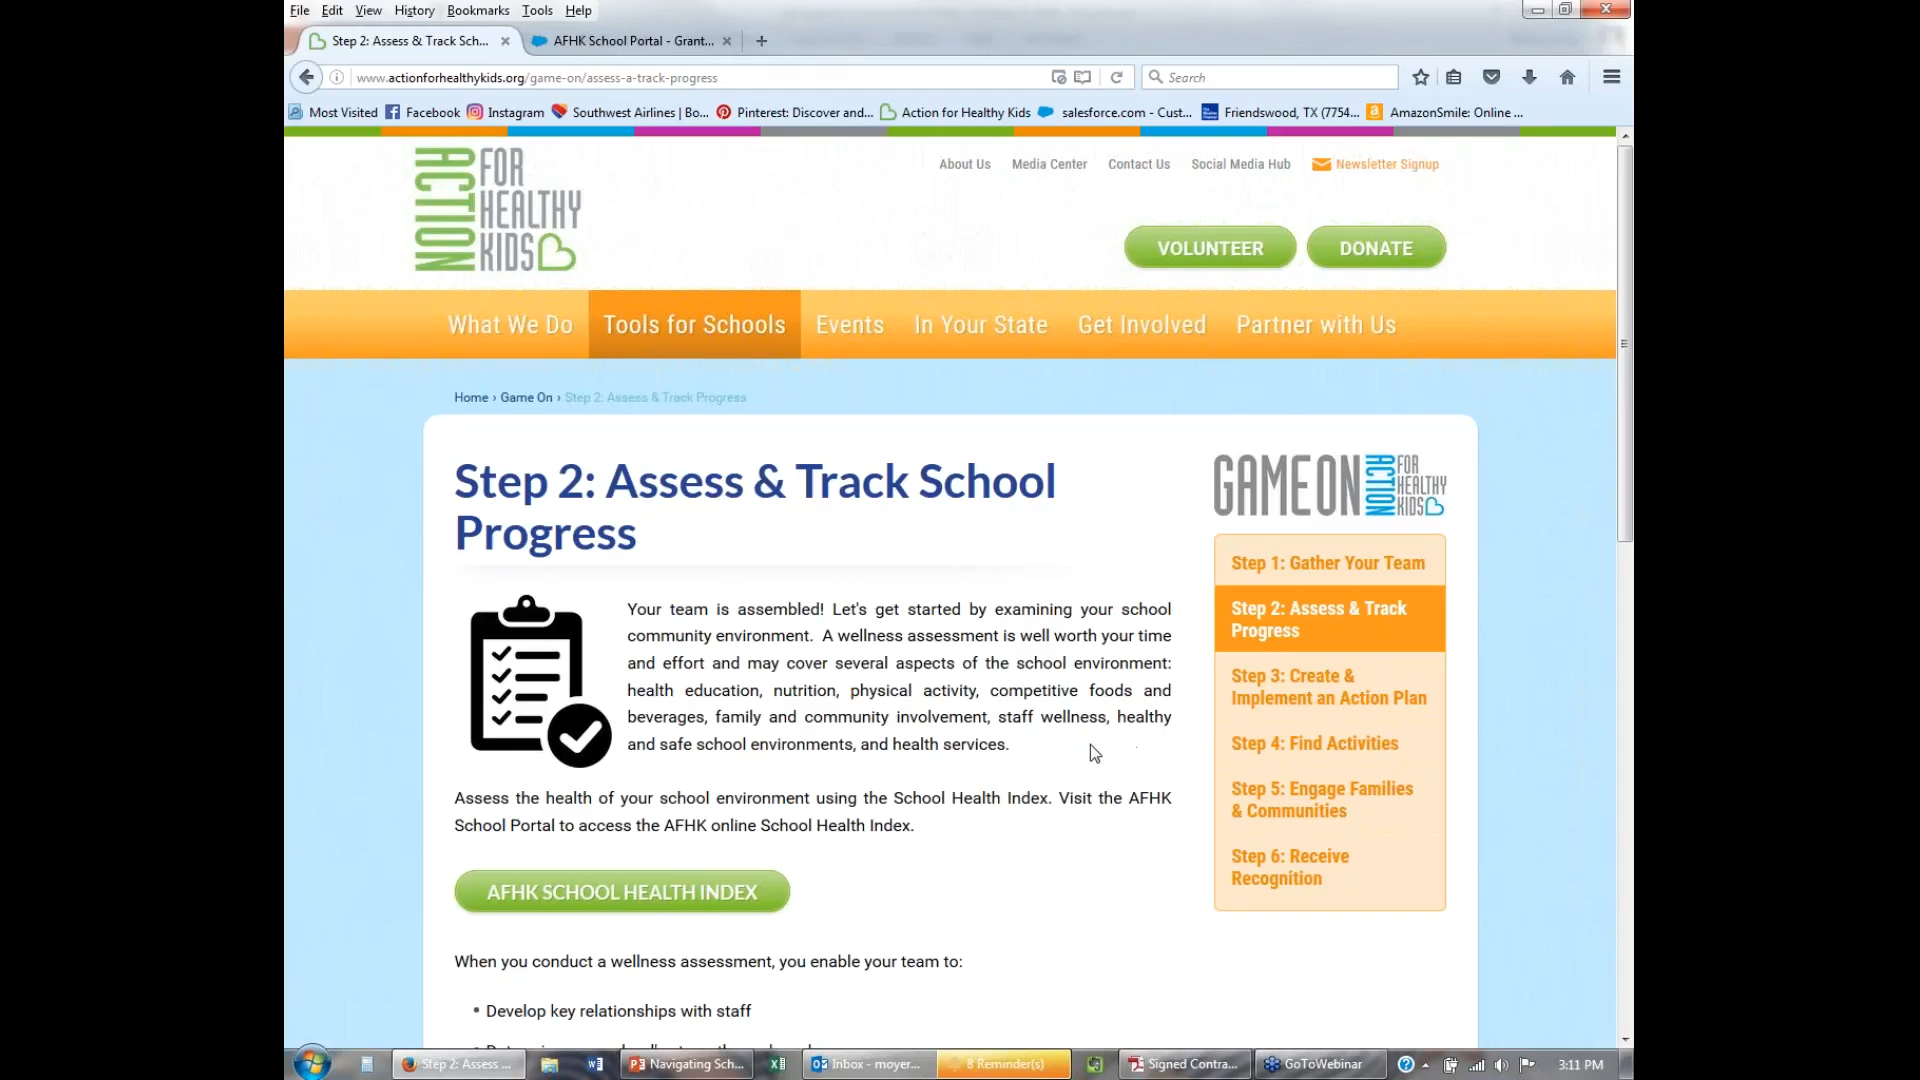 File Edit View History Bookmarks Tools Help
Step 2: Assess & Track Sch... AFHK School Portal - Grant...
www.actionforhealthykids.org/game-on/assess-a-track-progress Search
Most Visited Facebook Instagram Southwest Airlines | Bo... Pinterest: Discover and... Action for Healthy Kids salesforce.com - Cust... Friendswood, TX (7754... AmazonSmile: Online ...
ACTION FOR HEALTHY KIDS
About Us Media Center Contact Us Social Media Hub Newsletter Signup
VOLUNTEER DONATE
What We Do Tools for Schools Events In Your State Get Involved Partner with Us
Home › Game On › Step 2: Assess & Track Progress
Step 2: Assess & Track School
Progress
Your team is assembled! Let's get started by examining your school
community environment. A wellness assessment is well worth your time
and effort and may cover several aspects of the school environment:
health education, nutrition, physical activity, competitive foods and
beverages, family and community involvement, staff wellness, healthy
and safe school environments, and health services.
Assess the health of your school environment using the School Health Index. Visit the AFHK
School Portal to access the AFHK online School Health Index.
AFHK SCHOOL HEALTH INDEX
When you conduct a wellness assessment, you enable your team to:
• Develop key relationships with staff
GAME ON ACTION FOR HEALTHY KIDS
Step 1: Gather Your Team
Step 2: Assess & Track
Progress
Step 3: Create &
Implement an Action Plan
Step 4: Find Activities
Step 5: Engage Families
& Communities
Step 6: Receive
Recognition
Step 2: Assess ... Navigating Sch... Inbox - moyer... 8 Reminder(s) Signed Contra... GoToWebinar 3:11 PM